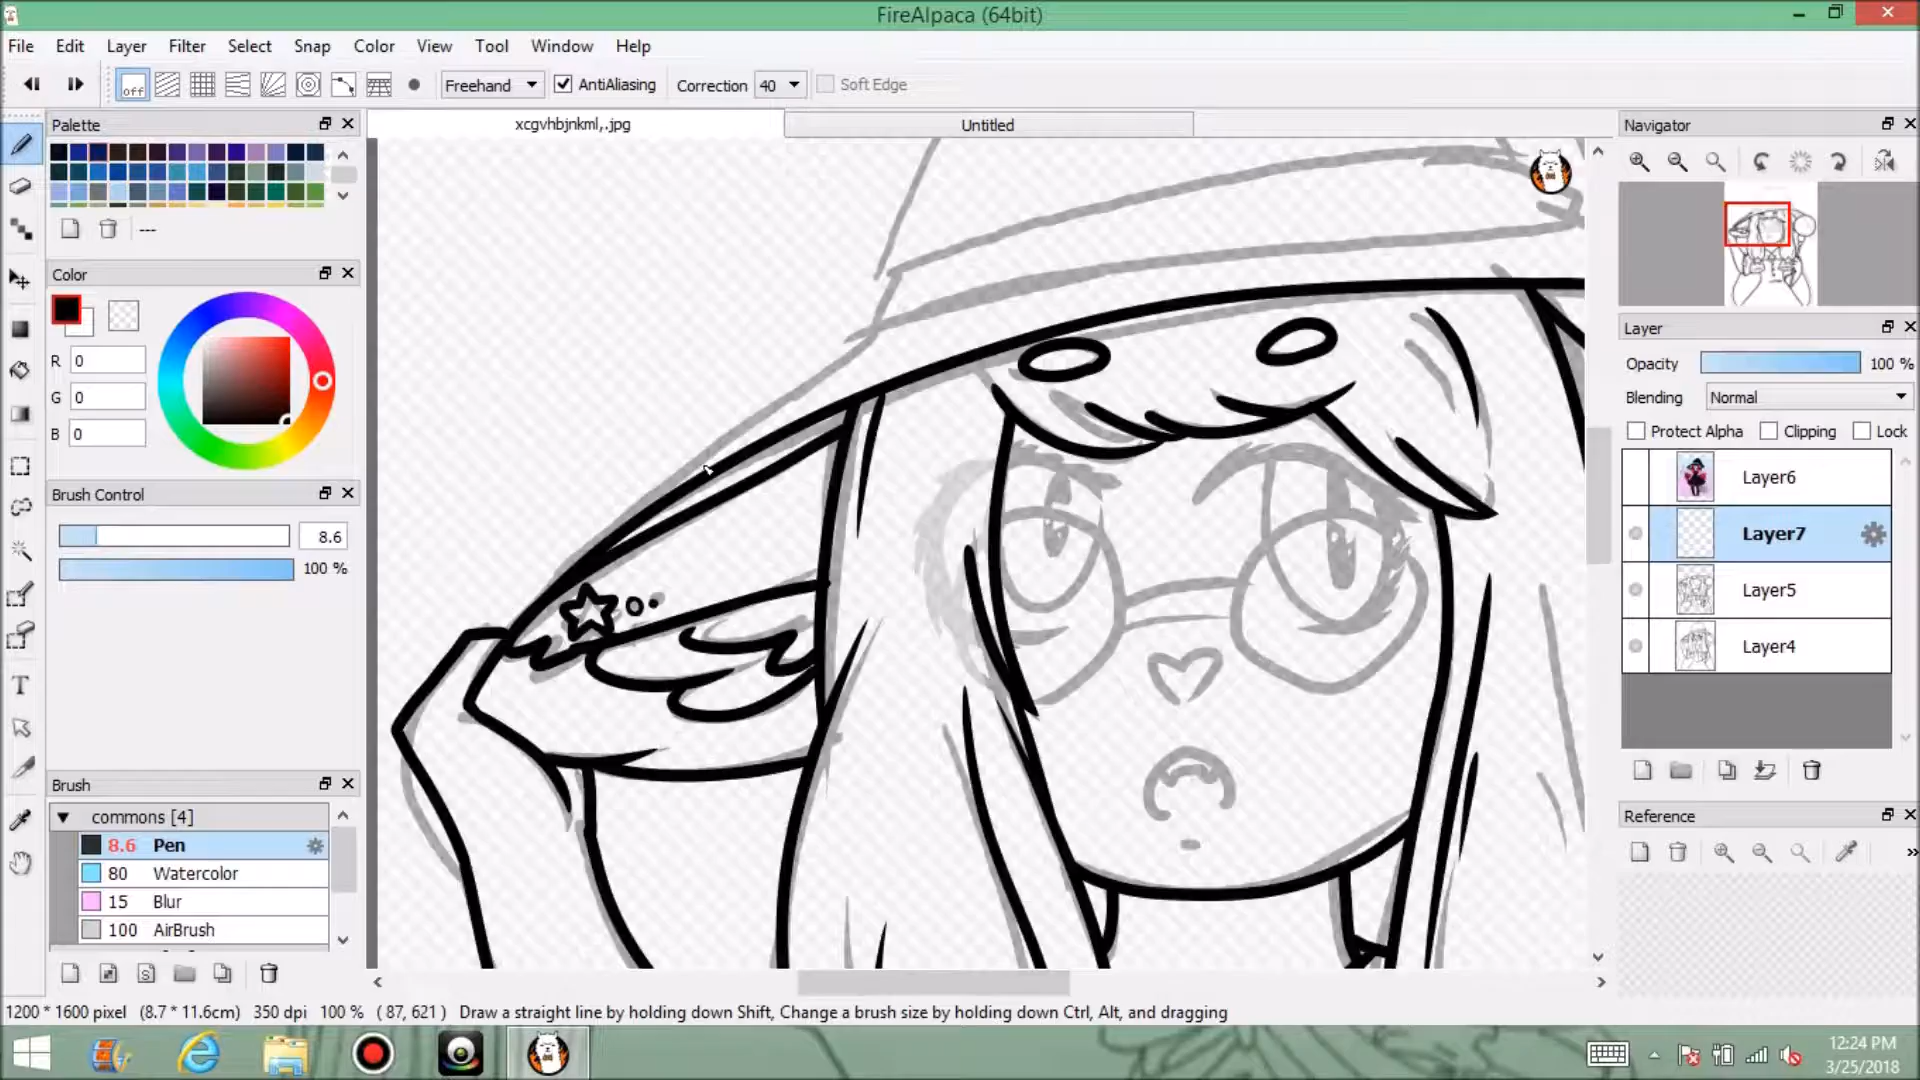 FireAlpaca (64bit)
File Edit Layer Filter Select Snap Color View Tool Window Help
off Freehand AntiAliasing Correction 40 Soft Edge
Palette
xcgvhbjnkml,.jpg
Untitled
Navigator
---
Color
R 0
G 0
B 0
Brush Control
8.6
100 %
Brush
commons [4]
8.6 Pen
80 Watercolor
15 Blur
100 AirBrush
Layer
Opacity 100 %
Blending Normal
Protect Alpha Clipping Lock
Layer6
Layer7
Layer5
Layer4
Reference
T
1200 * 1600 pixel (8.7 * 11.6cm) 350 dpi 100 % ( 87, 621 ) Draw a straight line by holding down Shift, Change a brush size by holding down Ctrl, Alt, and dragging
12:24 PM
3/25/2018